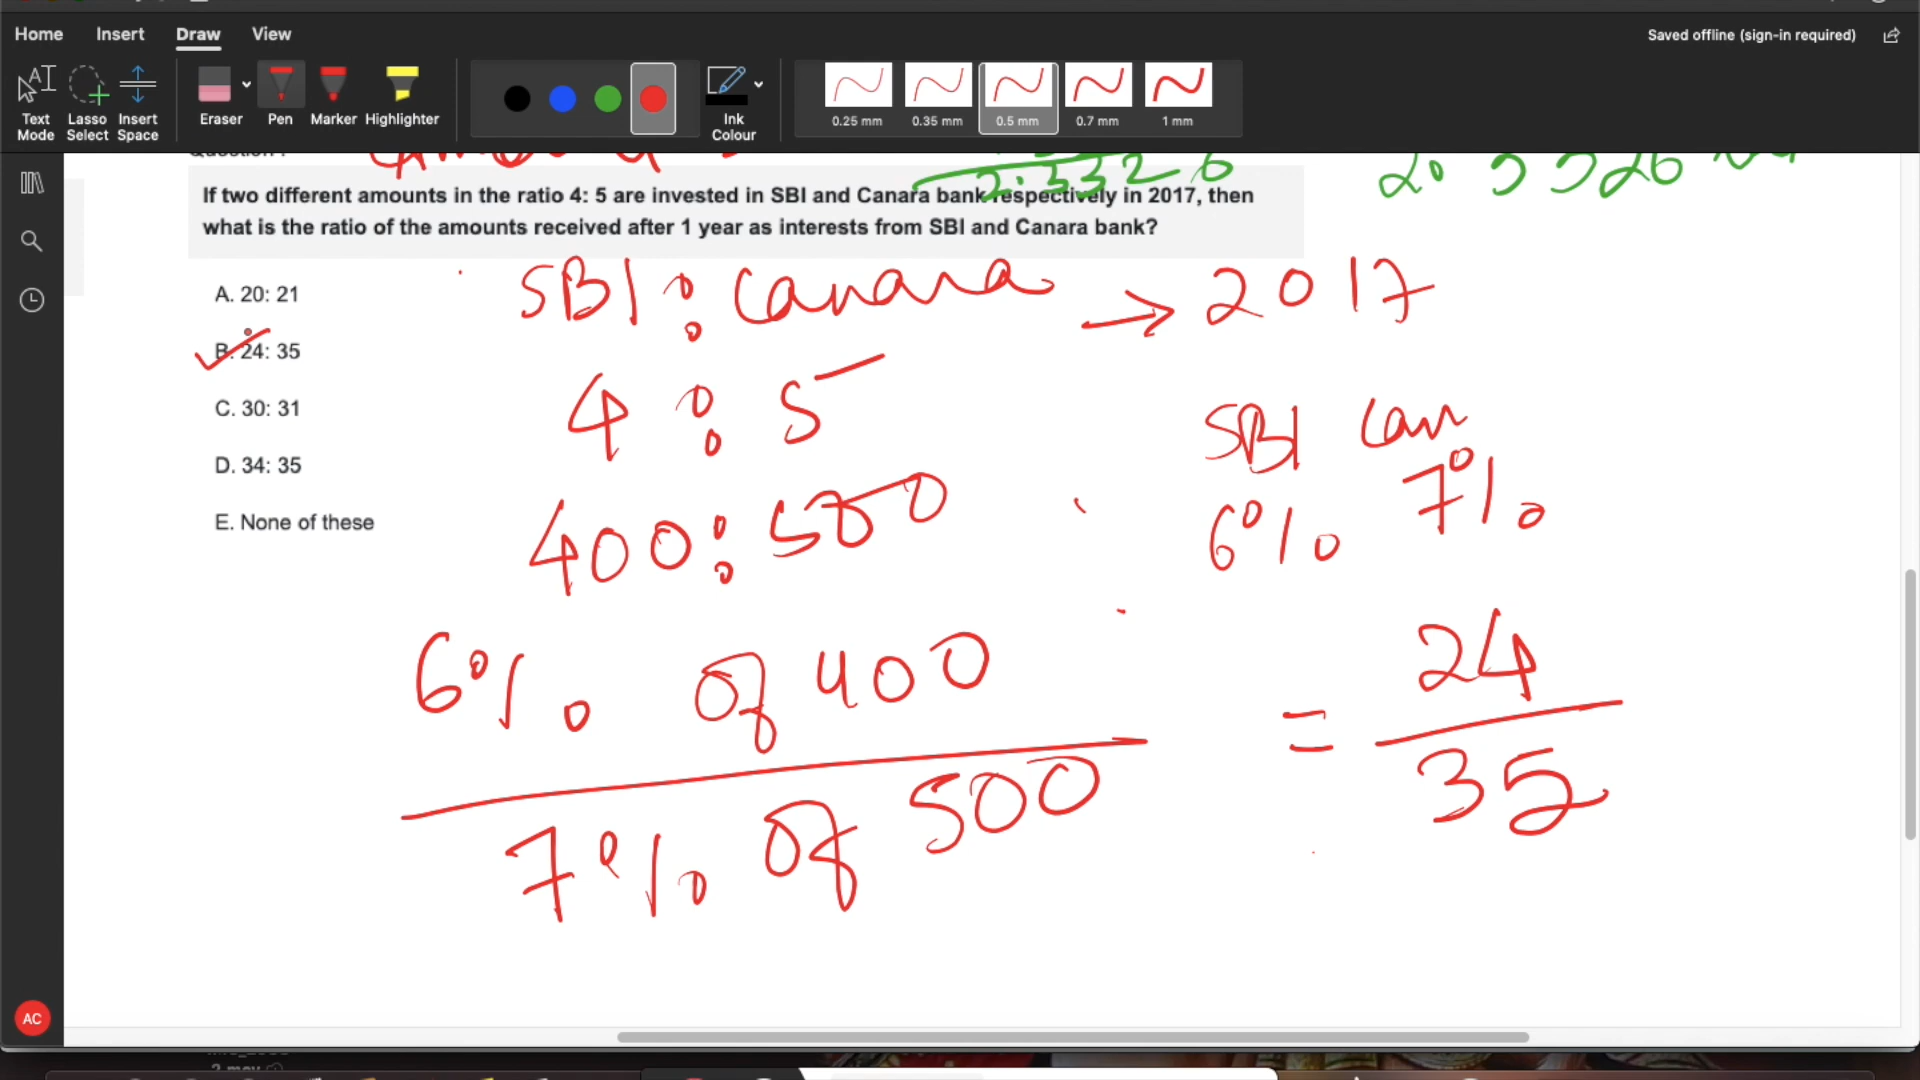 Home Insert Draw View
Saved offline (sign-in required)
Text Mode
Lasso Select
Insert Space
Eraser
Pen
Marker
Highlighter
Ink Colour
0.25 mm
0.35 mm
0.5 mm
0.7 mm
1 mm
If two different amounts in the ratio 4: 5 are invested in SBI and Canara bank respectively in 2017, then
what is the ratio of the amounts received after 1 year as interests from SBI and Canara bank?
A. 20: 21
B. 24: 35
C. 30: 31
D. 34: 35
E. None of these
SBI : Canara → 2017
4 : 5
SBI Can
400 : 500
6% 7%
6% of 400
7% of 500
= 24
35
AC